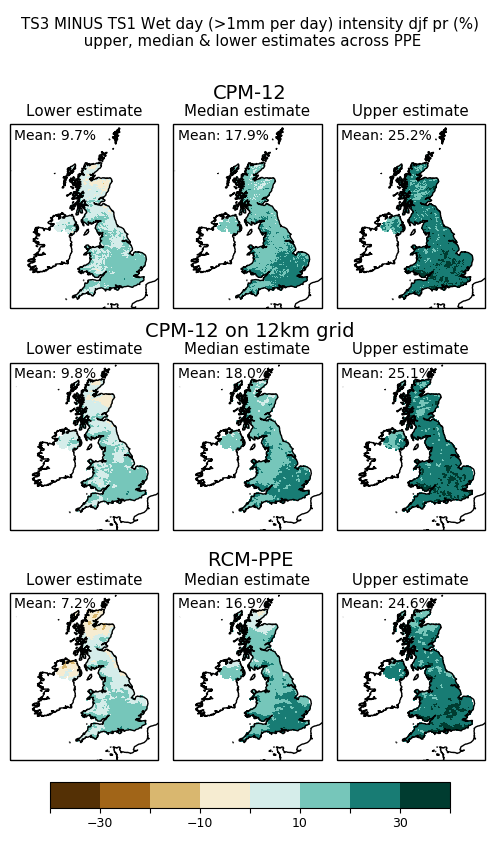 TS3 MINUS TS1 Wet day (>1mm per day) intensity djf pr (%)
upper, median & lower estimates across PPE
CPM-12
Lower estimate Median estimate Upper estimate
Mean: 9.7% Mean: 17.9% Mean: 25.2%
CPM-12 on 12km grid
Lower estimate Median estimate Upper estimate
Mean: 9.8% Mean: 18.0% Mean: 25.1%
RCM-PPE
Lower estimate Median estimate Upper estimate
Mean: 7.2% Mean: 16.9% Mean: 24.6%
−30 −10 10 30